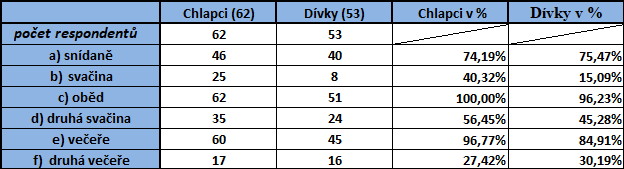 Chlapci (62) Dívky (53) Chlapci v % Dívky v %
počet respondentů 62 53
a) snídaně 46 40 74,19% 75,47%
b) svačina 25 8 40,32% 15,09%
c) oběd 62 51 100,00% 96,23%
d) druhá svačina 35 24 56,45% 45,28%
e) večeře 60 45 96,77% 84,91%
f) druhá večeře 17 16 27,42% 30,19%